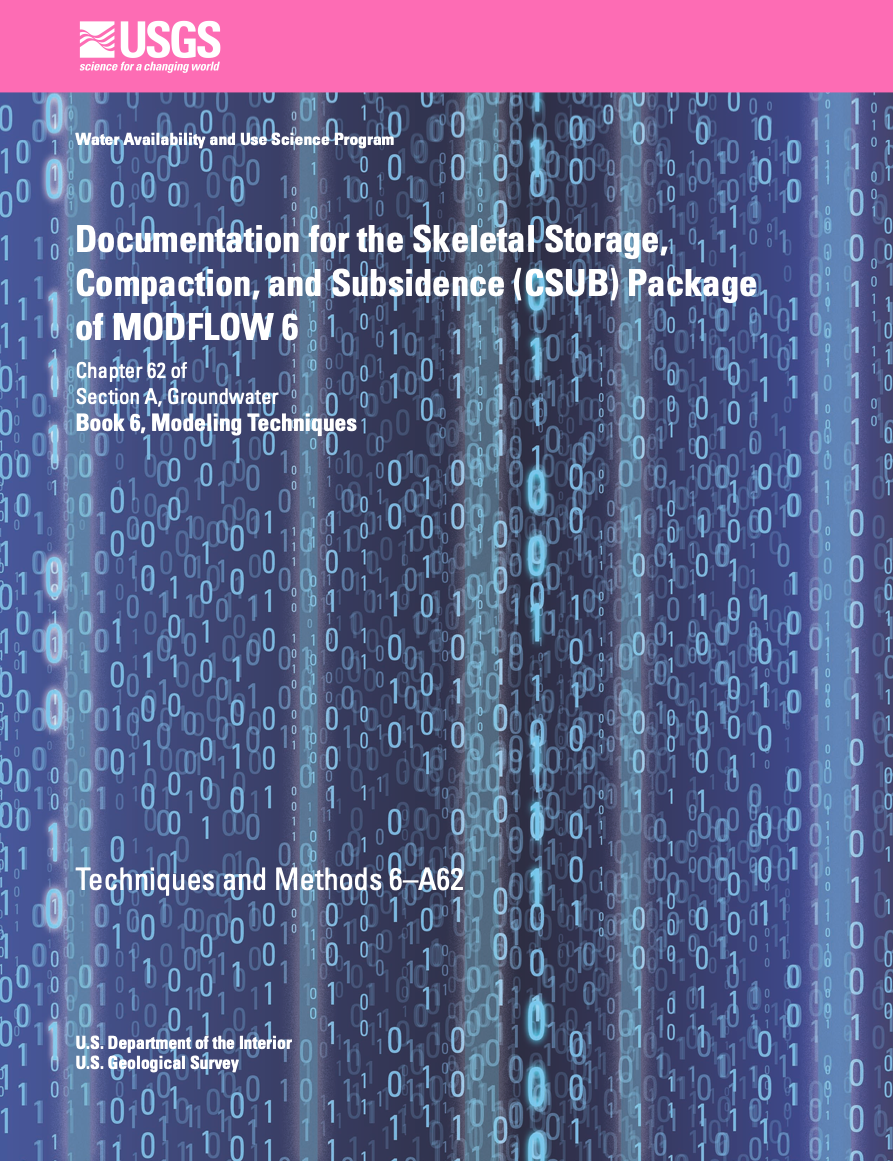 USGS
science for a changing world
Water Availability and Use Science Program
Documentation for the Skeletal Storage,
Compaction, and Subsidence (CSUB) Package
of MODFLOW 6
Chapter 62 of
Section A, Groundwater
Book 6, Modeling Techniques
Techniques and Methods 6–A62
U.S. Department of the Interior
U.S. Geological Survey